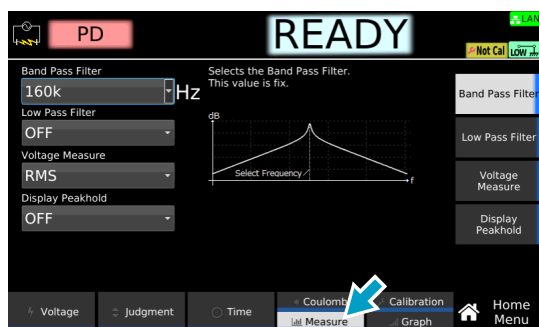 PD
READY
LAN
Not Cal
LOW
Band Pass Filter
160k
Hz
Low Pass Filter
OFF
Voltage Measure
RMS
Display Peakhold
OFF
Selects the Band Pass Filter.
This value is fix.
dB
Select Frequency
f
Band Pass Filter
Low Pass Filter
Voltage
Measure
Display
Peakhold
Voltage
Judgment
Time
Coulomb
Measure
Calibration
Graph
Home
Menu